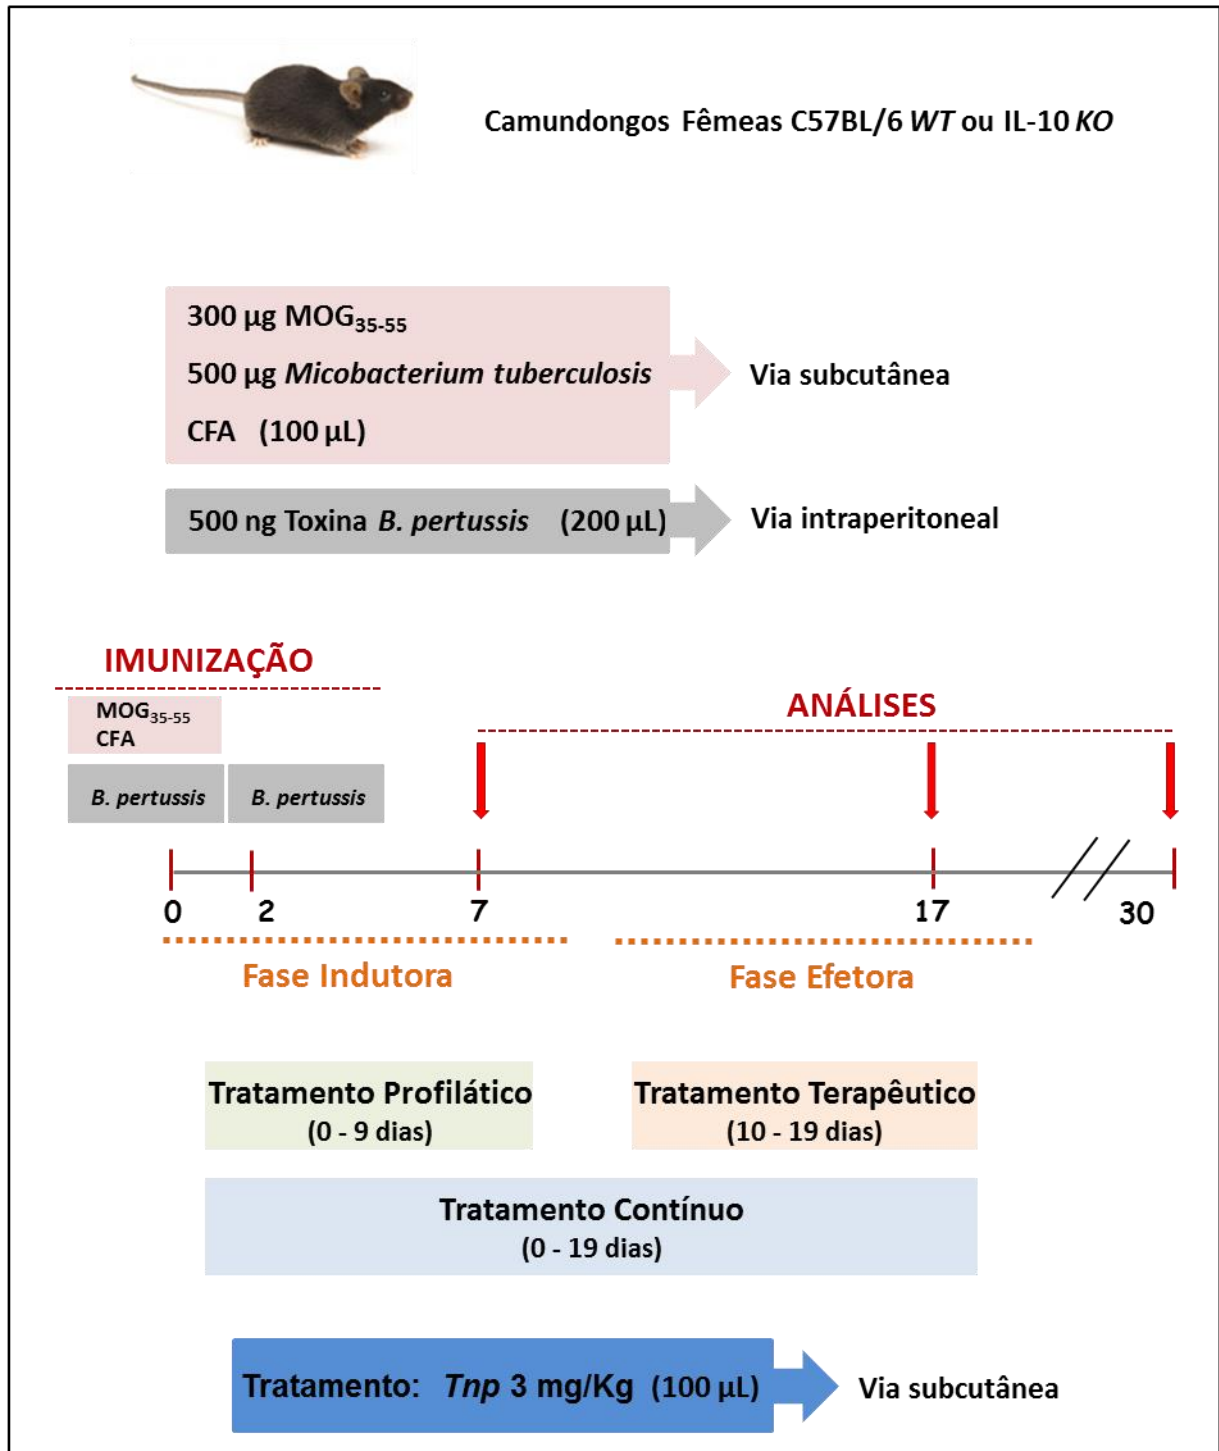 Camundongos Fêmeas C57BL/6 WT ou IL-10 KO
300 µg MOG35-55
500 µg Micobacterium tuberculosis
CFA (100 µL)
Via subcutânea
500 ng Toxina B. pertussis (200 µL)
Via intraperitoneal
IMUNIZAÇÃO
MOG35-55
CFA
B. pertussis
B. pertussis
ANÁLISES
0
2
7
17
30
Fase Indutora
Fase Efetora
Tratamento Profilático
(0 - 9 dias)
Tratamento Terapêutico
(10 - 19 dias)
Tratamento Contínuo
(0 - 19 dias)
Tratamento: Tnp 3 mg/Kg (100 µL)
Via subcutânea